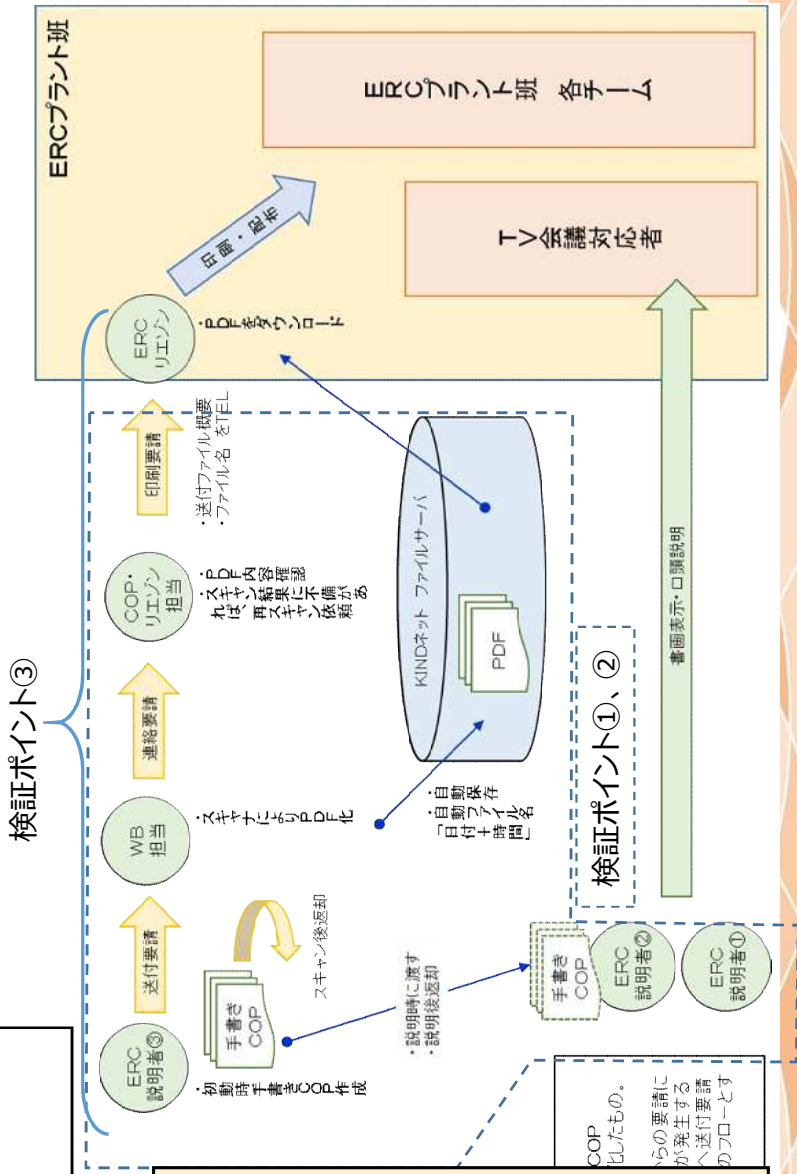 検証ポイント③
ERC
説明者③
・初動時手書きCOP作成
送付要請
手書き
COP
スキャン後返却
WB
担当
・スキャナによりPDF化
連絡要請
COP・
リエゾン
担当
・PDF内容確認
・スキャン結果に不備があ
れば、再スキャン依頼
印刷要請
・送付ファイル概要
・ファイル名 をTEL
ERC
リエゾン
・PDFをダウンロード
印刷・配布
ERCプラント班
ERCプラント班 各チーム
TV会議対応者
KINDネット ファイルサーバ
PDF
・自動保存
・自動ファイル名
「日付+時間」
・説明時に渡す
・説明後返却
検証ポイント①、②
手書き
COP
ERC
説明者②
ERC
説明者①
書画表示・口頭説明
COP
化したもの。
らの要請に
が発生する
へ送付要請
のフローとす